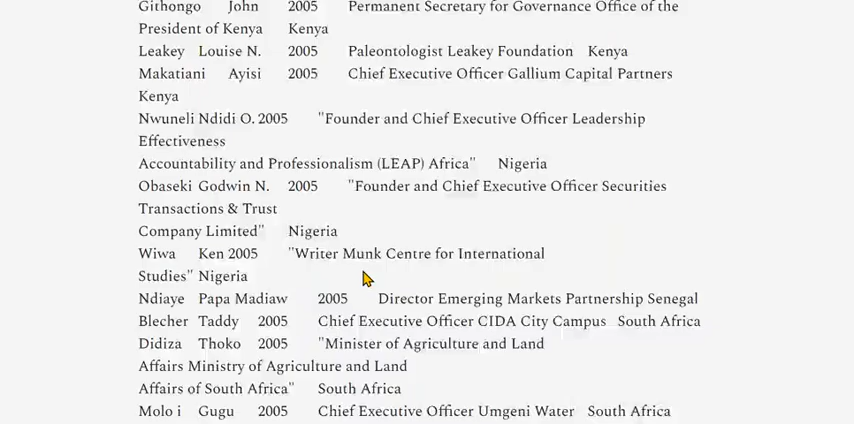 Githongo John 2005 Permanent Secretary for Governance Office of the
President of Kenya Kenya
Leakey Louise N. 2005 Paleontologist Leakey Foundation Kenya
Makatiani Ayisi 2005 Chief Executive Officer Gallium Capital Partners
Kenya
Nwuneli Ndidi O. 2005 "Founder and Chief Executive Officer Leadership
Effectiveness
Accountability and Professionalism (LEAP) Africa" Nigeria
Obaseki Godwin N. 2005 "Founder and Chief Executive Officer Securities
Transactions & Trust
Company Limited" Nigeria
Wiwa Ken 2005 "Writer Munk Centre for International
Studies" Nigeria
Ndiaye Papa Madiaw 2005 Director Emerging Markets Partnership Senegal
Blecher Taddy 2005 Chief Executive Officer CIDA City Campus South Africa
Didiza Thoko 2005 "Minister of Agriculture and Land
Affairs Ministry of Agriculture and Land
Affairs of South Africa" South Africa
Molo i Gugu 2005 Chief Executive Officer Umgeni Water South Africa